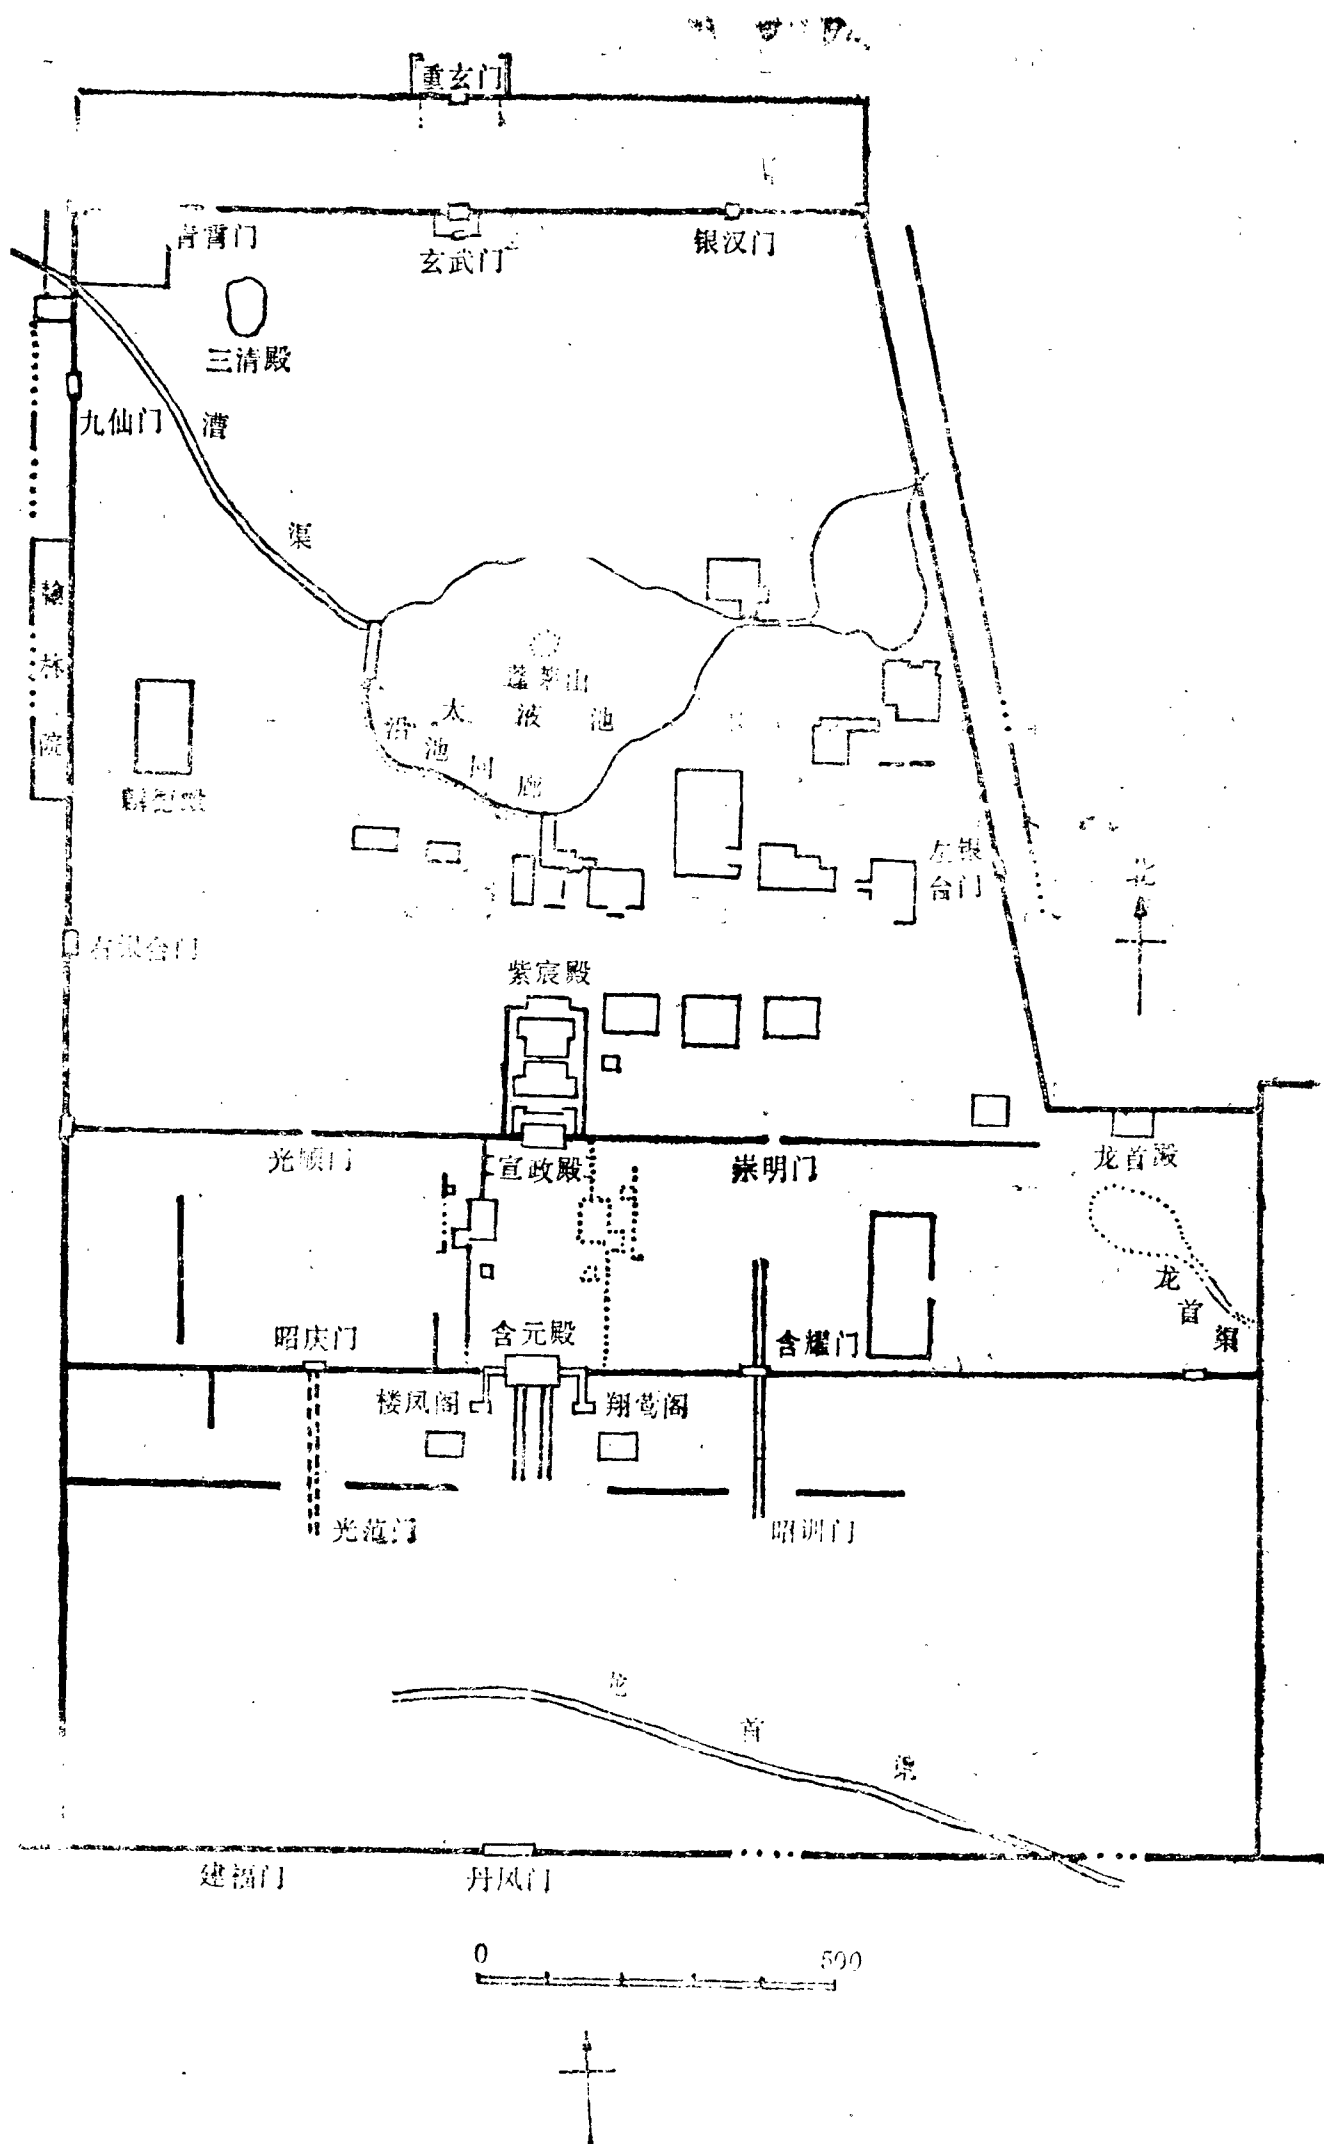 重玄门
青霄门
玄武门
银汉门
三清殿
九仙门
漕
渠
翰
林
院
蓬莱山
太液池
沿池回廊
左银
台门
北
右银台门
紫宸殿
光顺门
宣政殿
崇明门
龙首殿
龙首渠
昭庆门
含元殿
含耀门
楼凤阁
翔鸾阁
光范门
昭训门
龙首渠
建福门
丹凤门
0 500